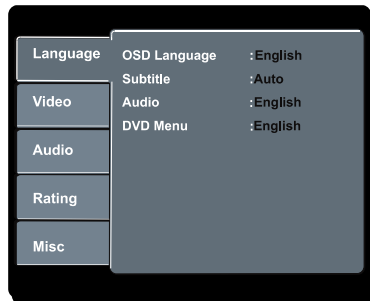 Language
Video
Audio
Rating
Misc
OSD Language :English
Subtitle :Auto
Audio :English
DVD Menu :English